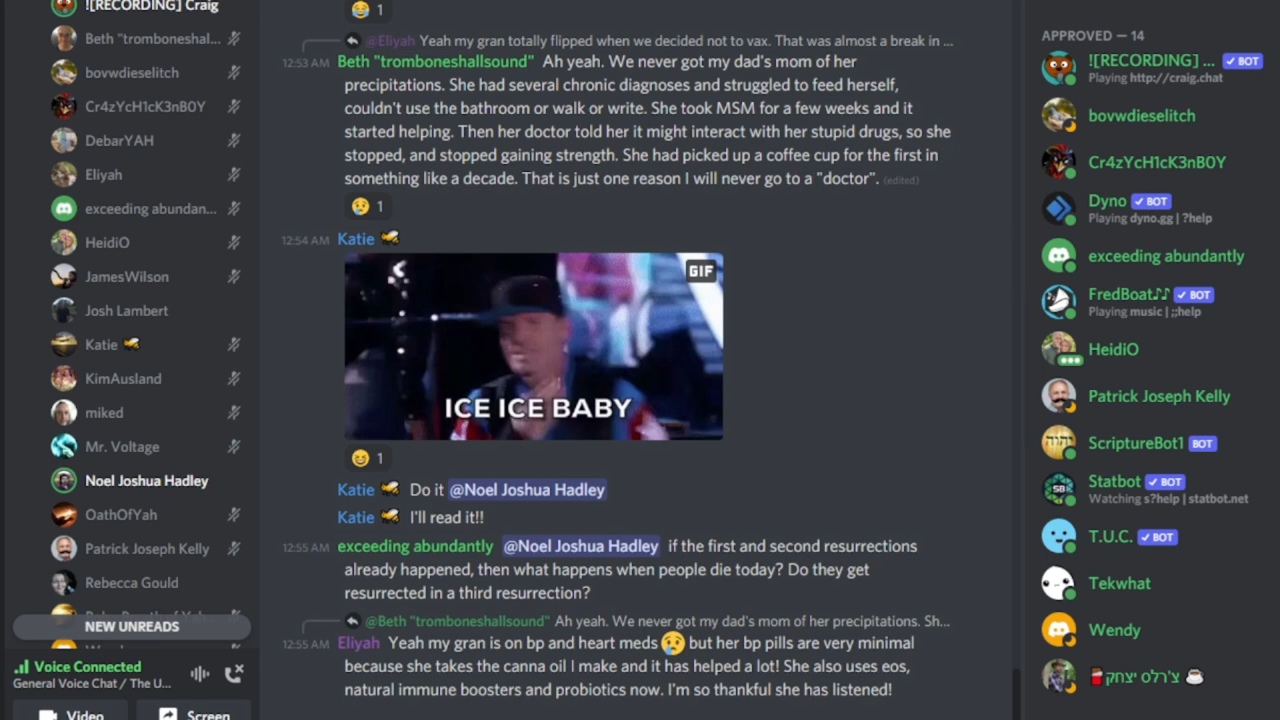 ![RECORDING] Craig
Beth "tromboneshal...
bovwdieselitch
Cr4zYcH1cK3nB0Y
DebarYAH
Eliyah
exceeding abundan...
HeidiO
JamesWilson
Josh Lambert
Katie
KimAusland
miked
Mr. Voltage
Noel Joshua Hadley
OathOfYah
Patrick Joseph Kelly
Rebecca Gould
NEW UNREADS
Voice Connected
General Voice Chat / The U...
Video
Screen
1
@Eliyah Yeah my gran totally flipped when we decided not to vax. That was almost a break in ...
12:53 AM Beth "tromboneshallsound" Ah yeah. We never got my dad's mom of her
precipitations. She had several chronic diagnoses and struggled to feed herself,
couldn't use the bathroom or walk or write. She took MSM for a few weeks and it
started helping. Then her doctor told her it might interact with her stupid drugs, so she
stopped, and stopped gaining strength. She had picked up a coffee cup for the first in
something like a decade. That is just one reason I will never go to a "doctor". (edited)
1
12:54 AM Katie
GIF
ICE ICE BABY
1
Katie Do it @Noel Joshua Hadley
Katie I'll read it!!
12:55 AM exceeding abundantly @Noel Joshua Hadley if the first and second resurrections
already happened, then what happens when people die today? Do they get
resurrected in a third resurrection?
@Beth "tromboneshallsound" Ah yeah. We never got my dad's mom of her precipitations. Sh...
12:55 AM Eliyah Yeah my gran is on bp and heart meds 😢 but her bp pills are very minimal
because she takes the canna oil I make and it has helped a lot! She also uses eos,
natural immune boosters and probiotics now. I'm so thankful she has listened!
APPROVED — 14
![RECORDING] ... ✓ BOT
Playing http://craig.chat
bovwdieselitch
Cr4zYcH1cK3nB0Y
Dyno ✓ BOT
Playing dyno.gg | ?help
exceeding abundantly
FredBoat♪♪ ✓ BOT
Playing music | ;;help
HeidiO
Patrick Joseph Kelly
ScriptureBot1 BOT
Statbot ✓ BOT
Watching s?help | statbot.net
T.U.C. ✓ BOT
Tekwhat
Wendy
צ'רלס יצחק